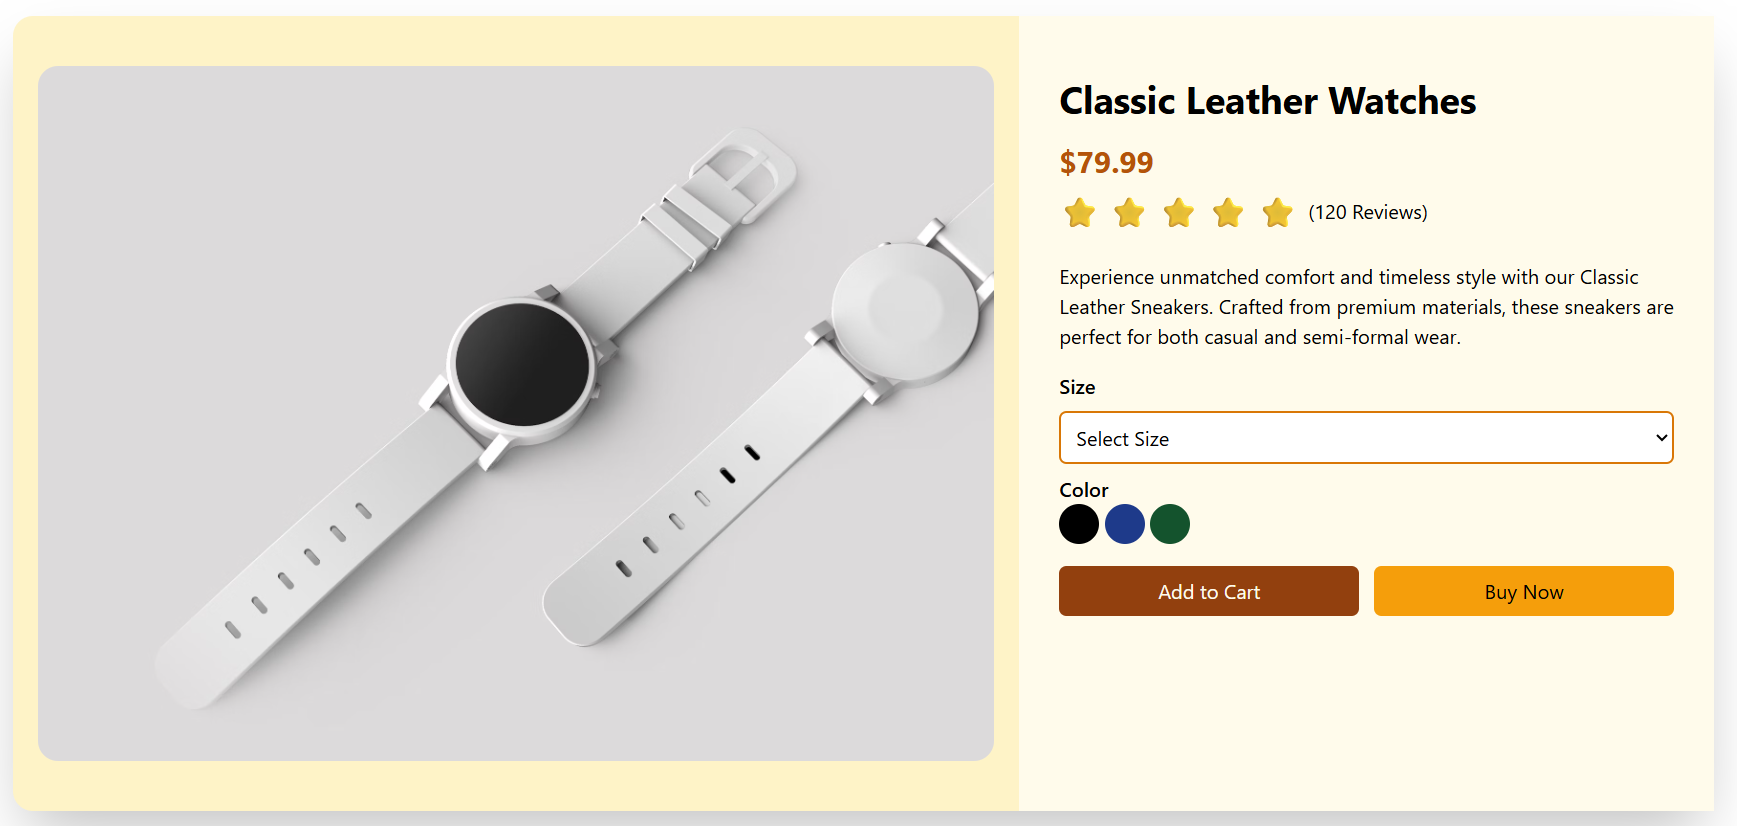 Classic Leather Watches
$79.99
(120 Reviews)
Experience unmatched comfort and timeless style with our Classic
Leather Sneakers. Crafted from premium materials, these sneakers are
perfect for both casual and semi-formal wear.
Size
Select Size
Color
Add to Cart
Buy Now